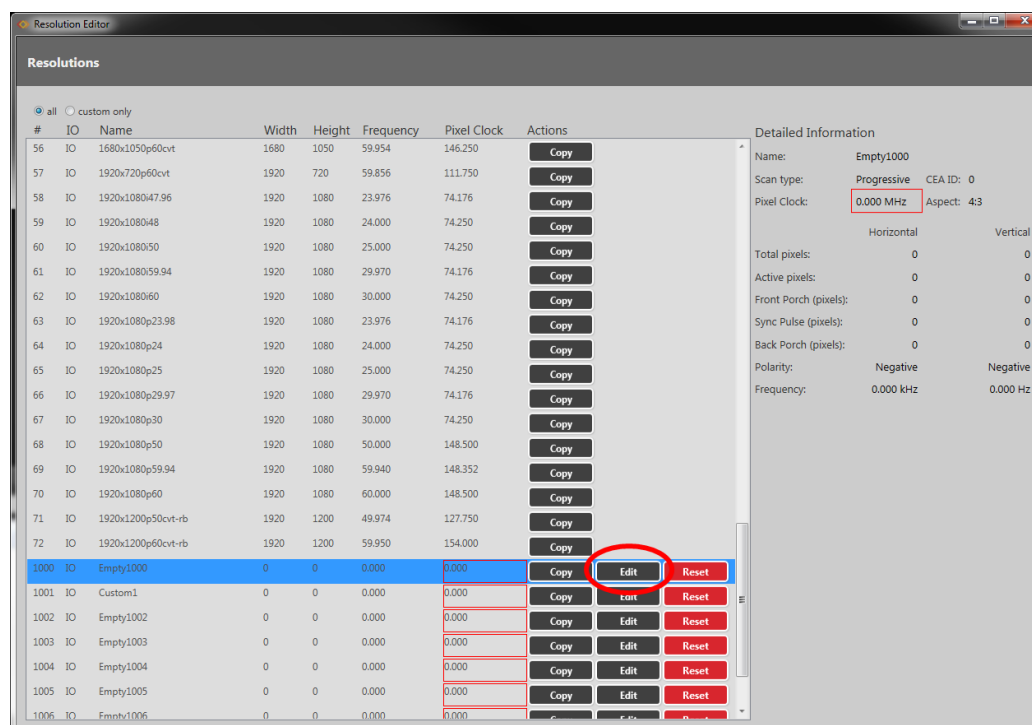 Resolution Editor
Resolutions
all custom only
# IO Name Width Height Frequency Pixel Clock Actions
56 IO 1680x1050p60cvt 1680 1050 59.954 146.250 Copy
57 IO 1920x720p60cvt 1920 720 59.856 111.750 Copy
58 IO 1920x1080i47.96 1920 1080 23.976 74.176 Copy
59 IO 1920x1080i48 1920 1080 24.000 74.250 Copy
60 IO 1920x1080i50 1920 1080 25.000 74.250 Copy
61 IO 1920x1080i59.94 1920 1080 29.970 74.176 Copy
62 IO 1920x1080i60 1920 1080 30.000 74.250 Copy
63 IO 1920x1080p23.98 1920 1080 23.976 74.176 Copy
64 IO 1920x1080p24 1920 1080 24.000 74.250 Copy
65 IO 1920x1080p25 1920 1080 25.000 74.250 Copy
66 IO 1920x1080p29.97 1920 1080 29.970 74.176 Copy
67 IO 1920x1080p30 1920 1080 30.000 74.250 Copy
68 IO 1920x1080p50 1920 1080 50.000 148.500 Copy
69 IO 1920x1080p59.94 1920 1080 59.940 148.352 Copy
70 IO 1920x1080p60 1920 1080 60.000 148.500 Copy
71 IO 1920x1200p50cvt-rb 1920 1200 49.974 127.750 Copy
72 IO 1920x1200p60cvt-rb 1920 1200 59.950 154.000 Copy
1000 IO Empty1000 0 0 0.000 0.000 Copy Edit Reset
1001 IO Custom1 0 0 0.000 0.000 Copy Edit Reset
1002 IO Empty1002 0 0 0.000 0.000 Copy Edit Reset
1003 IO Empty1003 0 0 0.000 0.000 Copy Edit Reset
1004 IO Empty1004 0 0 0.000 0.000 Copy Edit Reset
1005 IO Empty1005 0 0 0.000 0.000 Copy Edit Reset
1006 IO Empty1006 0 0 0.000 0.000 Copy Edit Reset
Detailed Information
Name: Empty1000
Scan type: Progressive CEA ID: 0
Pixel Clock: 0.000 MHz Aspect: 4:3
Horizontal Vertical
Total pixels: 0 0
Active pixels: 0 0
Front Porch (pixels): 0 0
Sync Pulse (pixels): 0 0
Back Porch (pixels): 0 0
Polarity: Negative Negative
Frequency: 0.000 kHz 0.000 Hz